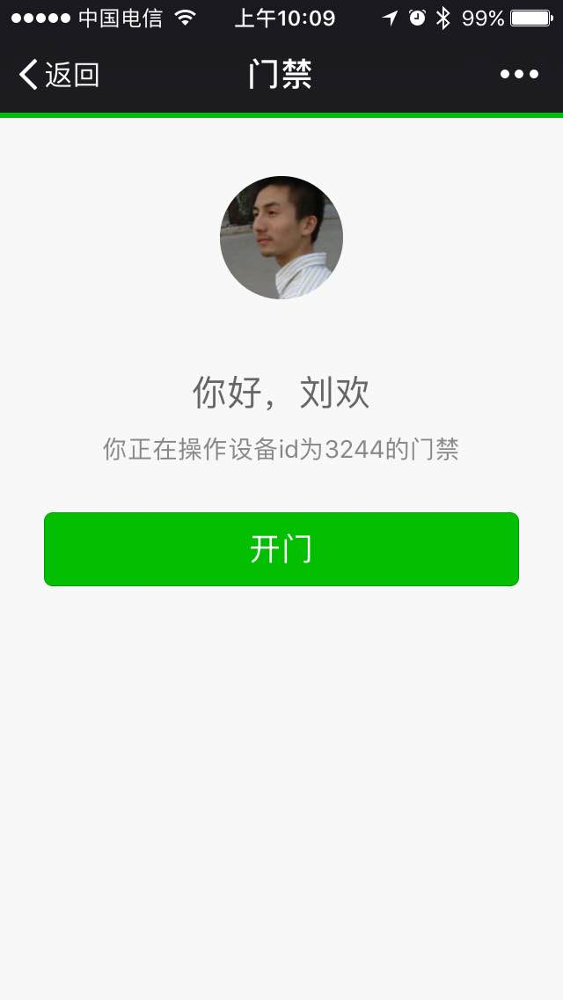 中国电信 上午10:09 99%
返回 门禁
你好，刘欢
你正在操作设备id为3244的门禁
开门